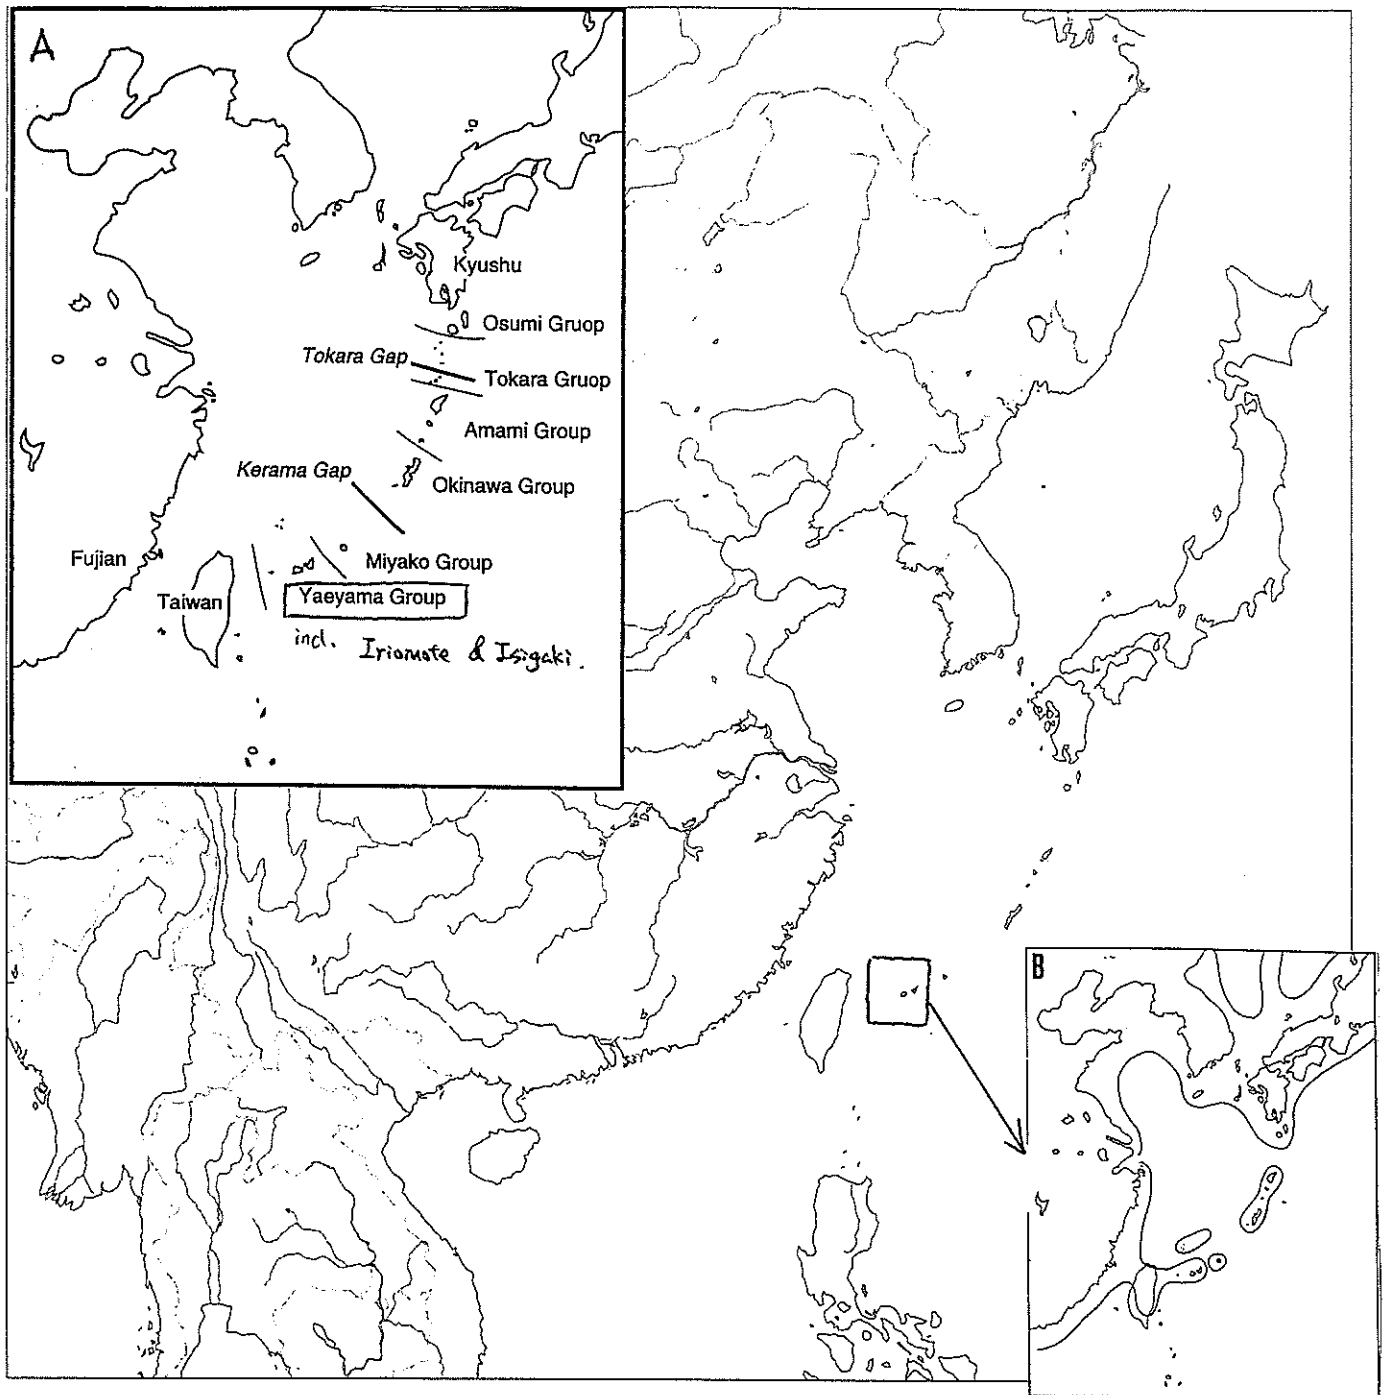 A
Kyushu
Osumi Gruop
Tokara Gap
Tokara Gruop
Amami Group
Kerama Gap
Okinawa Group
Fujian
Miyako Group
Taiwan
Yaeyama Group
incl. Iriomote & Isigaki.
B